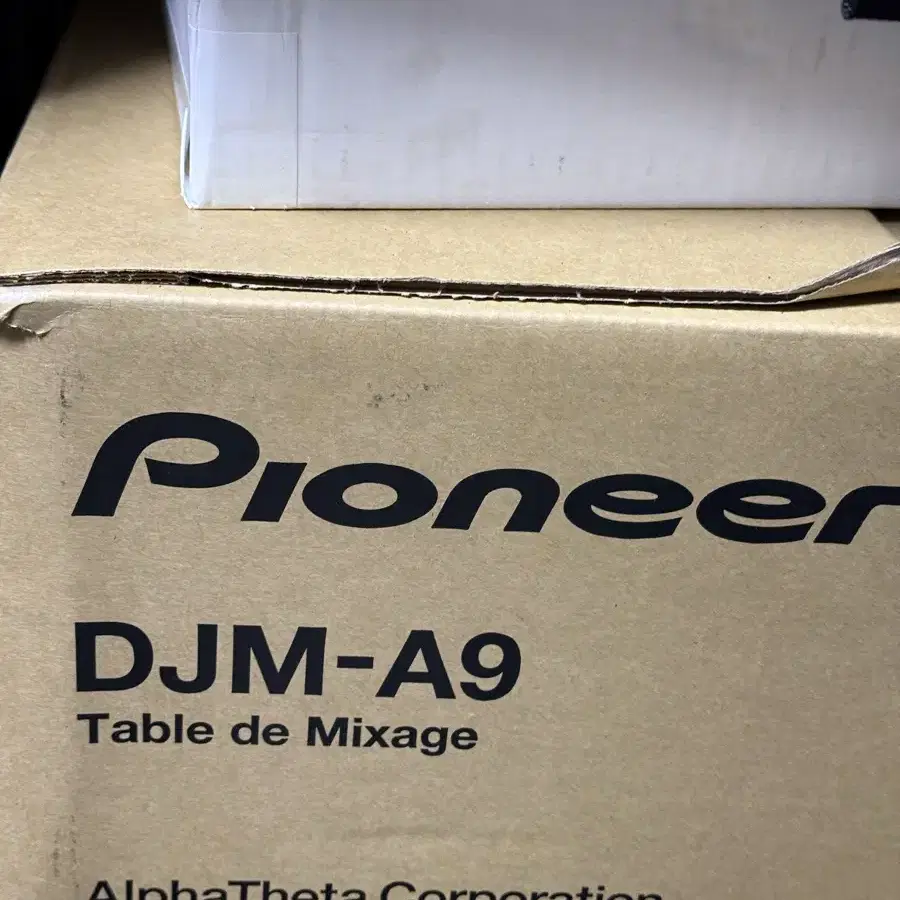 Pioneer
DJM-A9
Table de Mixage
AlphaTheta Corporation